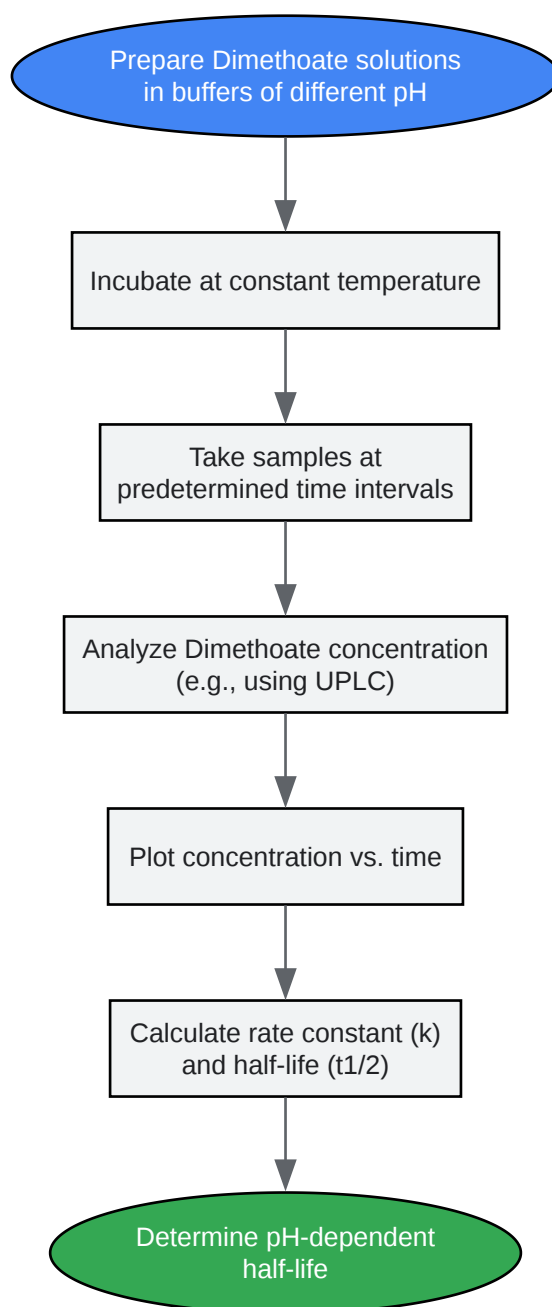 Prepare Dimethoate solutions
in buffers of different pH
Incubate at constant temperature
Take samples at
predetermined time intervals
Analyze Dimethoate concentration
(e.g., using UPLC)
Plot concentration vs. time
Calculate rate constant (k)
and half-life (t1/2)
Determine pH-dependent
half-life